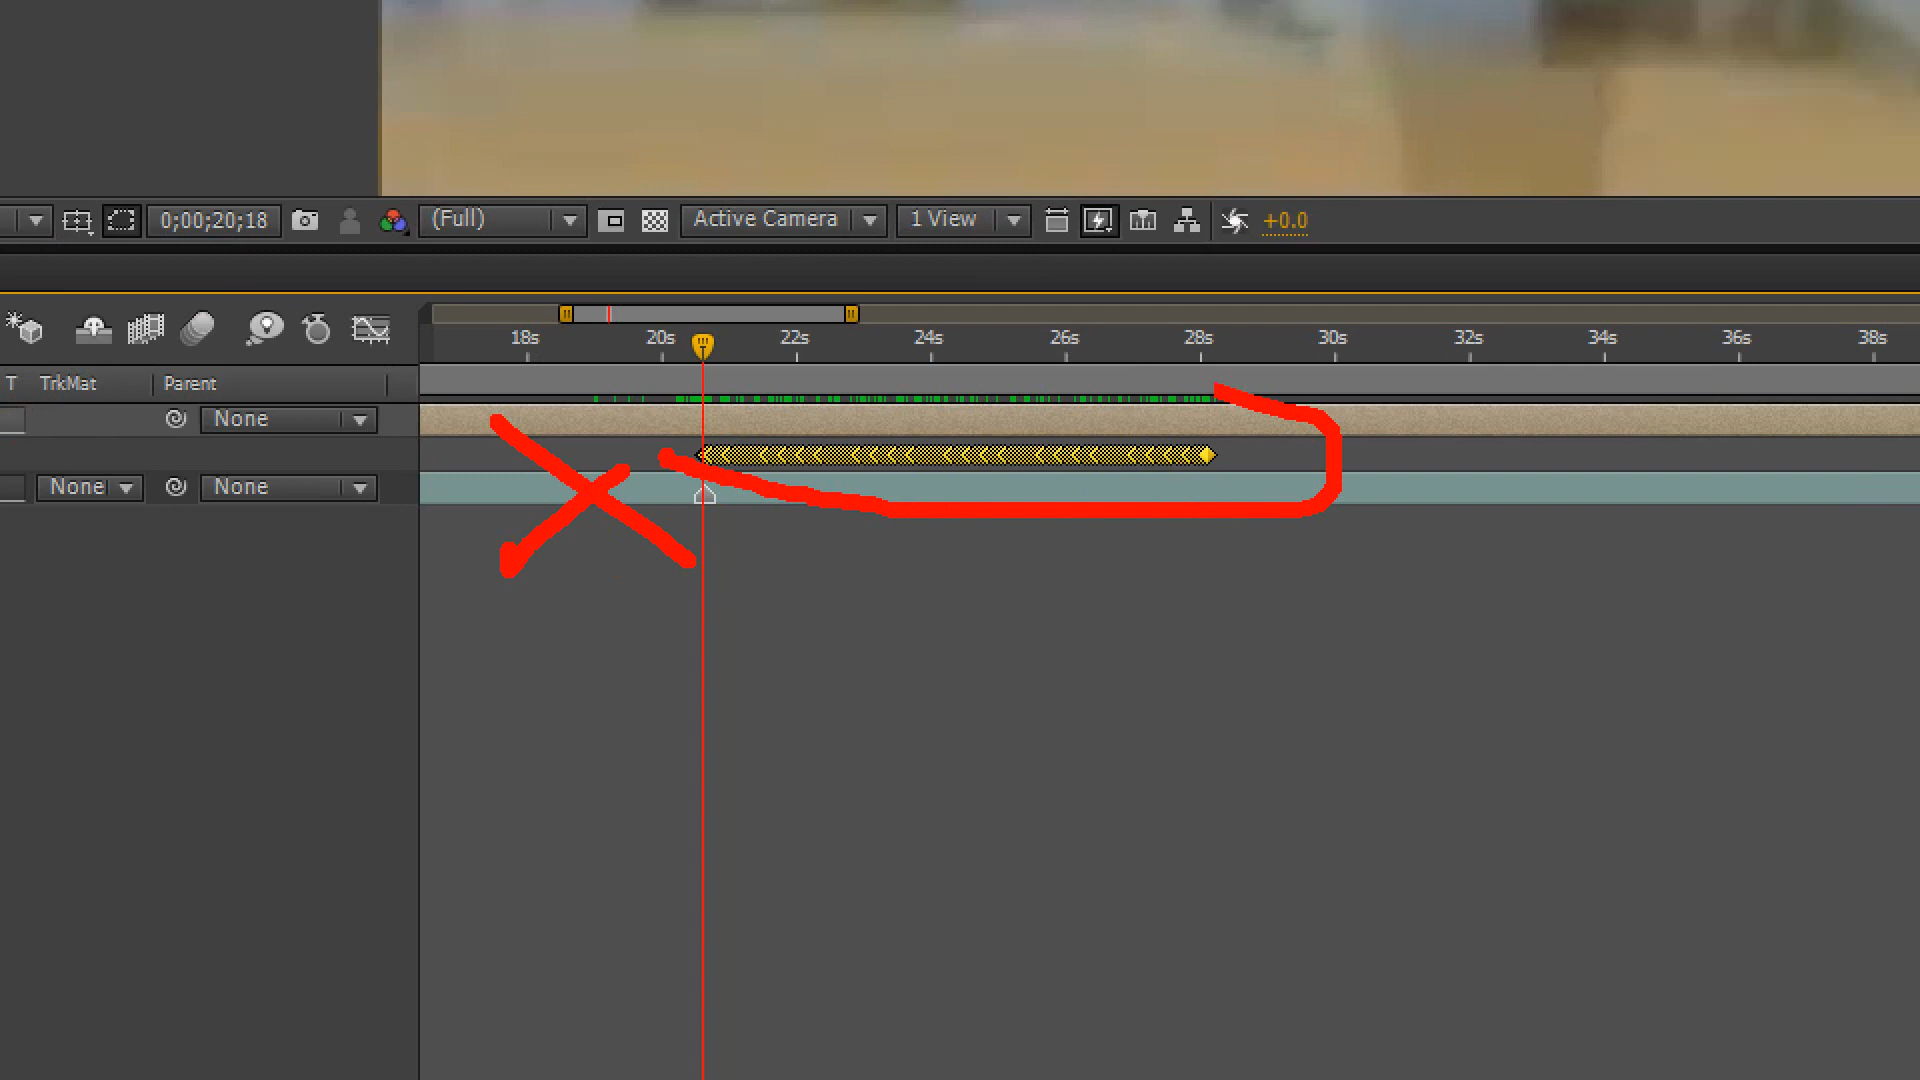 0;00;20;18 (Full) Active Camera 1 View +0.0
18s 20s 22s 24s 26s 28s 30s 32s 34s 36s 38s
T TrkMat Parent
None
None None